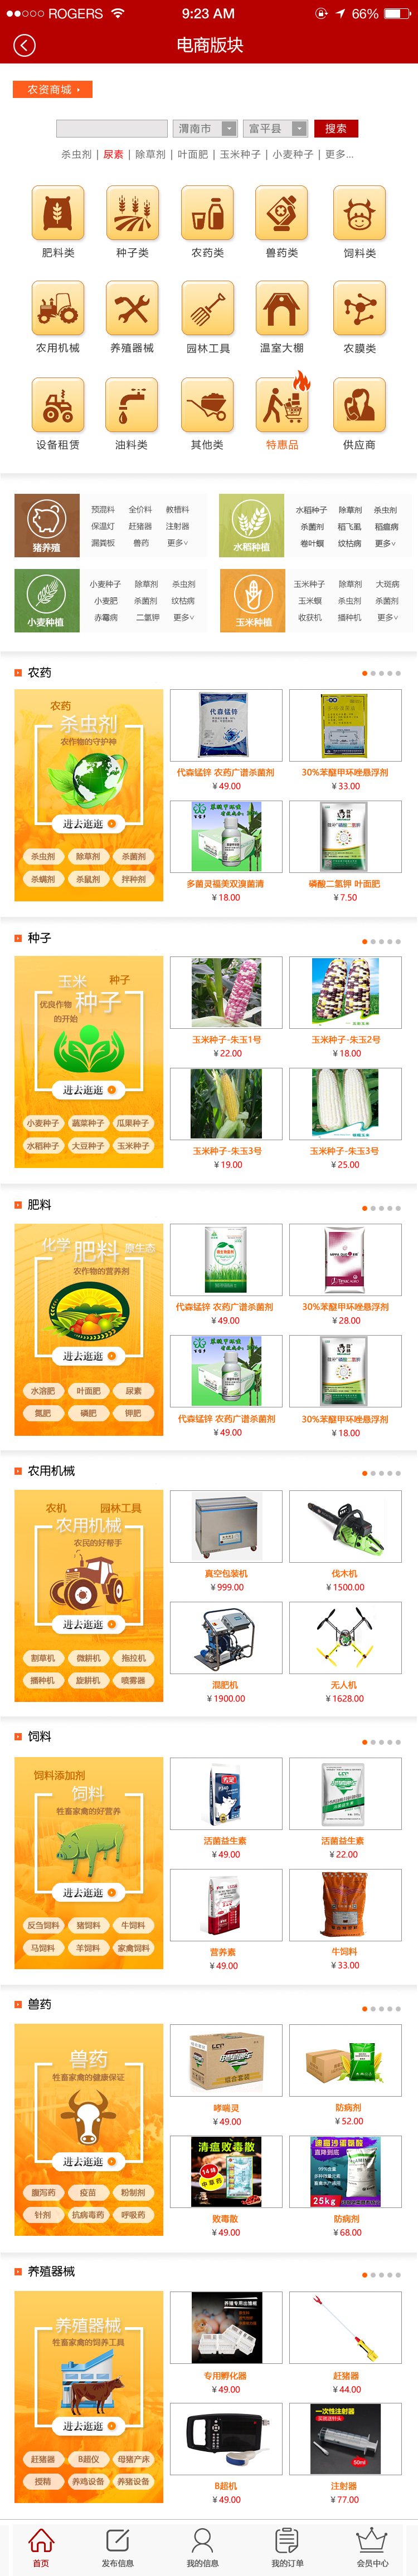 ROGERS 9:23 AM 66%
电商版块
农资商城
渭南市 富平县 搜索
杀虫剂 | 尿素 | 除草剂 | 叶面肥 | 玉米种子 | 小麦种子 | 更多...
肥料类 种子类 农药类 兽药类 饲料类
农用机械 养殖器械 园林工具 温室大棚 农膜类
设备租赁 油料类 其他类 特惠品 供应商
猪养殖
预混料 全价料 教槽料
保温灯 赶猪器 注射器
漏粪板 兽药 更多
水稻种植
水稻种子 除草剂 杀虫剂
杀菌剂 稻飞虱 稻瘟病
卷叶螟 纹枯病 更多
小麦种植
小麦种子 除草剂 杀虫剂
小麦肥 杀菌剂 纹枯病
赤霉病 二氢钾 更多
玉米种植
玉米种子 除草剂 大斑病
玉米螟 杀虫剂 杀菌剂
收获机 播种机 更多
农药
农药
杀虫剂
农作物的守护神
进去逛逛
杀虫剂 除草剂 杀菌剂
杀螨剂 杀鼠剂 拌种剂
代森锰锌 农药广谱杀菌剂
¥49.00
30%苯醚甲环唑悬浮剂
¥33.00
多菌灵福美双溴菌清
¥18.00
磷酸二氢钾 叶面肥
¥7.50
种子
玉米 种子
优良作物 种子
的开始
进去逛逛
小麦种子 蔬菜种子 瓜果种子
水稻种子 大豆种子 玉米种子
玉米种子-朱玉1号
¥22.00
玉米种子-朱玉2号
¥18.00
玉米种子-朱玉3号
¥19.00
玉米种子-朱玉3号
¥25.00
肥料
化学 肥料 原生态
农作物的营养剂
进去逛逛
水溶肥 叶面肥 尿素
氮肥 磷肥 钾肥
代森锰锌 农药广谱杀菌剂
¥49.00
30%苯醚甲环唑悬浮剂
¥28.00
代森锰锌 农药广谱杀菌剂
¥49.00
30%苯醚甲环唑悬浮剂
¥18.00
农用机械
农机 园林工具
农用机械
农民的好帮手
进去逛逛
割草机 微耕机 拖拉机
播种机 旋耕机 喷雾器
真空包装机
¥999.00
伐木机
¥1500.00
混肥机
¥1900.00
无人机
¥1628.00
饲料
饲料添加剂
饲料
牲畜家禽的好营养
进去逛逛
反刍饲料 猪饲料 牛饲料
马饲料 羊饲料 家禽饲料
活菌益生素
¥49.00
活菌益生素
¥22.00
营养素
¥49.00
牛饲料
¥33.00
兽药
兽药
牲畜家禽的健康保证
进去逛逛
腹泻药 疫苗 粉制剂
针剂 抗病毒药 呼吸药
哮喘灵
¥49.00
防病剂
¥52.00
清瘟败毒散
败毒散
¥49.00
25kg
防病剂
¥68.00
养殖器械
养殖器械
牲畜家禽的饲养工具
进去逛逛
赶猪器 B超仪 母猪产床
授精 养鸡设备 养猪设备
专用孵化器
¥49.00
赶猪器
¥44.00
B超机
¥49.00
一次性注射器
50ml
注射器
¥77.00
首页 发布信息 我的信息 我的订单 会员中心